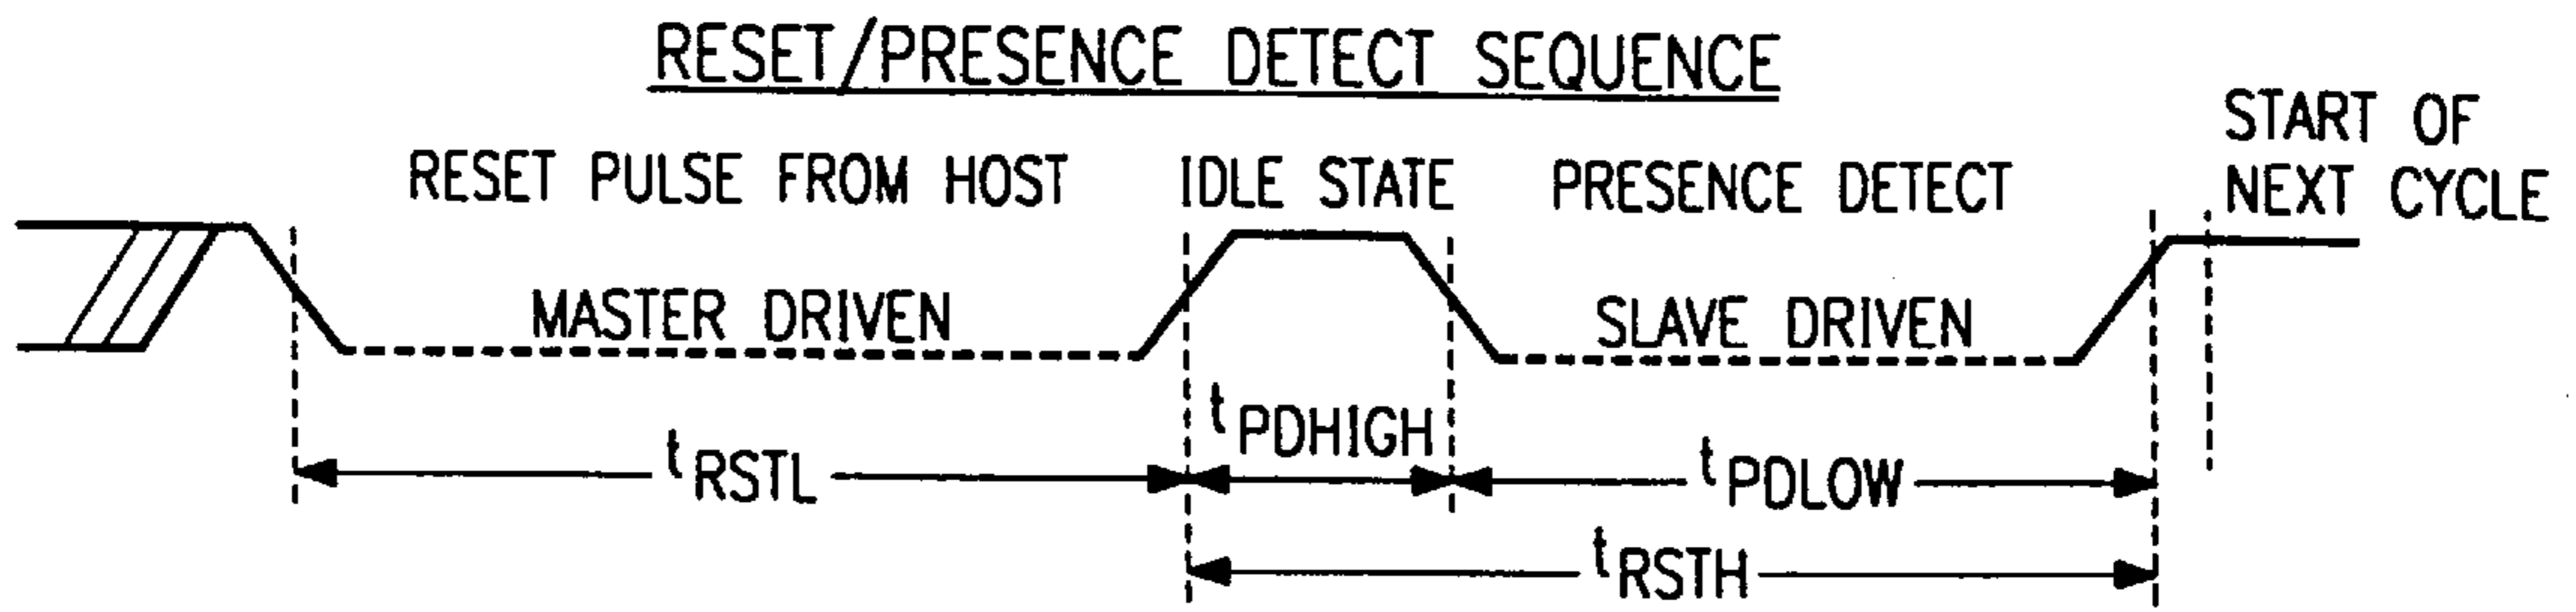 RESET/PRESENCE DETECT SEQUENCE
START OF
NEXT CYCLE
RESET PULSE FROM HOST
IDLE STATE
PRESENCE DETECT
MASTER DRIVEN
SLAVE DRIVEN
tPDHIGH
tRSTL
tPDLOW
tRSTH